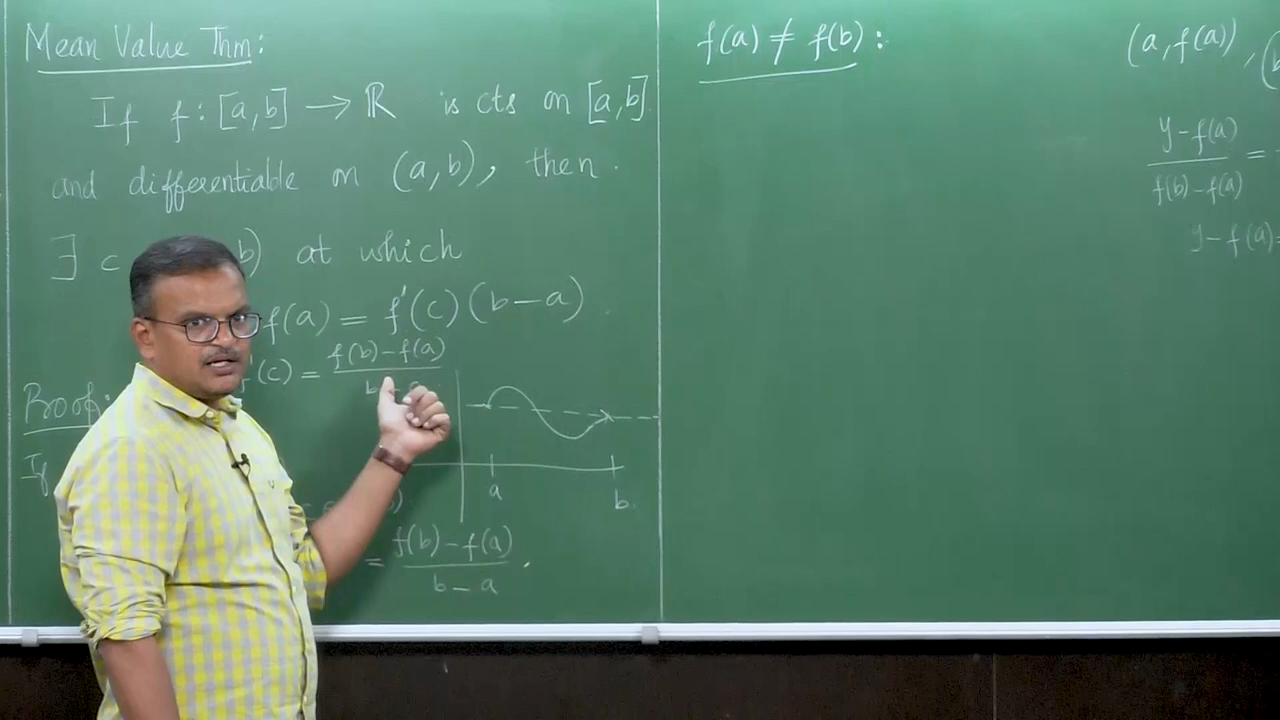 Mean Value Thm:
If f: [a,b] → ℝ is cts on [a,b]
and differentiable on (a,b), then
∃ c b) at which
f(a) = f'(c) (b-a)
'(c) = f(b)-f(a) / b-a
Proof:
If
a b
= f(b)-f(a) / b-a .
f(a) ≠ f(b) :
(a, f(a)), (
y-f(a) / f(b)-f(a) =
y-f(a)